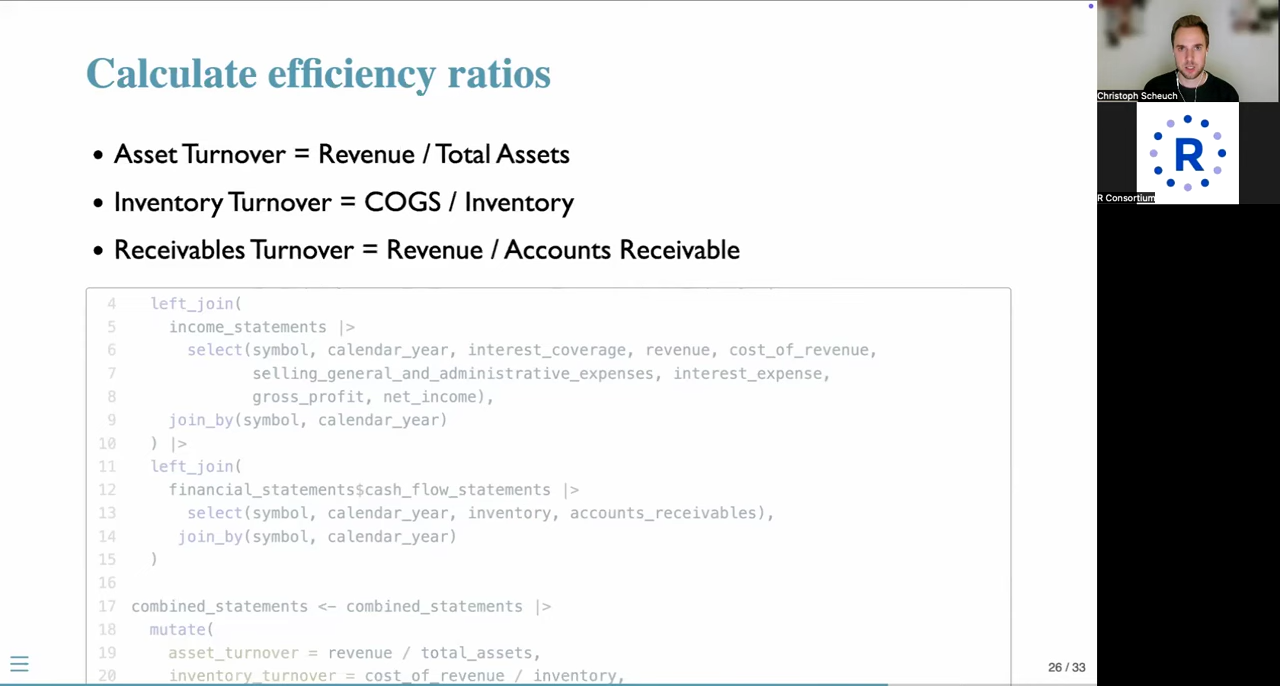 Calculate efficiency ratios
• Asset Turnover = Revenue / Total Assets
• Inventory Turnover = COGS / Inventory
• Receivables Turnover = Revenue / Accounts Receivable
4 left_join(
5 income_statements |>
6 select(symbol, calendar_year, interest_coverage, revenue, cost_of_revenue,
7 selling_general_and_administrative_expenses, interest_expense,
8 gross_profit, net_income),
9 join_by(symbol, calendar_year)
10 ) |>
11 left_join(
12 financial_statements$cash_flow_statements |>
13 select(symbol, calendar_year, inventory, accounts_receivables),
14 join_by(symbol, calendar_year)
15 )
16
17 combined_statements <- combined_statements |>
18 mutate(
19 asset_turnover = revenue / total_assets,
20 inventory_turnover = cost_of_revenue / inventory,
26 / 33
Christoph Scheuch
R
R Consortium